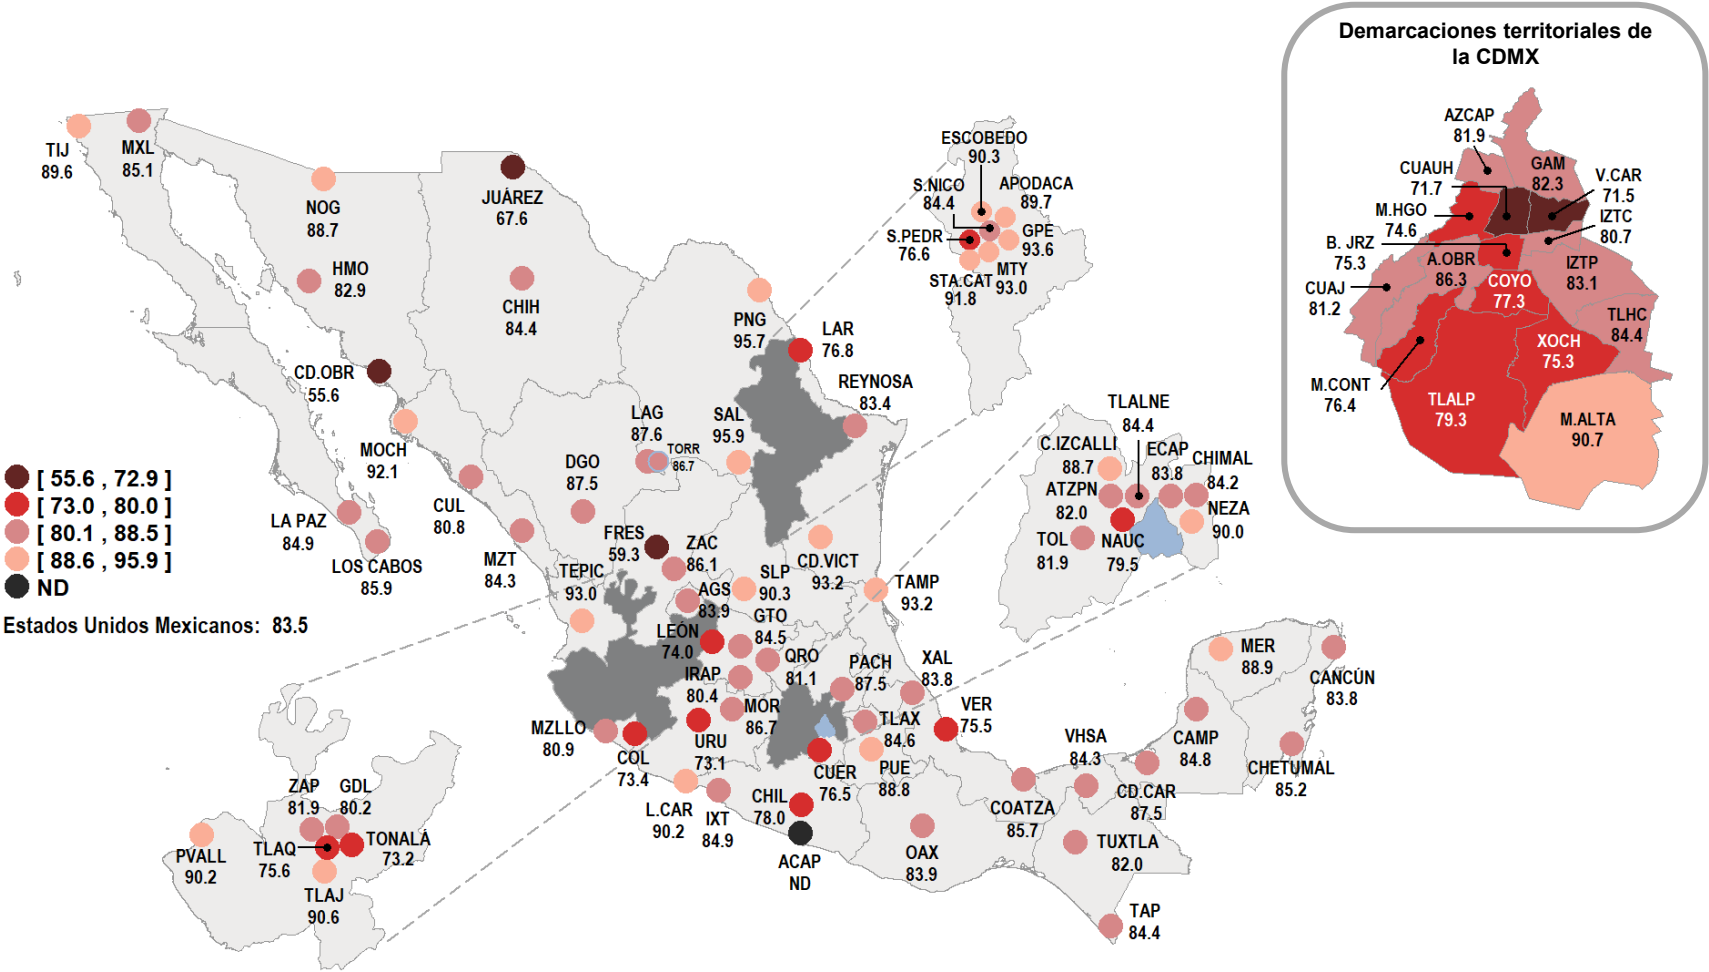 Demarcaciones territoriales de
la CDMX
AZCAP
81.9
CUAUH
71.7
GAM
82.3
V.CAR
71.5
M.HGO
74.6
IZTC
80.7
B. JRZ
75.3
A.OBR
86.3
IZTP
83.1
CUAJ
81.2
COYO
77.3
TLHC
84.4
XOCH
75.3
M.CONT
76.4
TLALP
79.3
M.ALTA
90.7
TIJ
89.6
MXL
85.1
NOG
88.7
JUÁREZ
67.6
HMO
82.9
CHIH
84.4
CD.OBR
55.6
MOCH
92.1
PNG
95.7
LAR
76.8
REYNOSA
83.4
LAG
87.6
TORR
86.7
SAL
95.9
DGO
87.5
CUL
80.8
LA PAZ
84.9
LOS CABOS
85.9
MZT
84.3
FRES
59.3
ZAC
86.1
TEPIC
93.0
SLP
90.3
CD.VICT
93.2
TAMP
93.2
AGS
83.9
GTO
84.5
LEÓN
74.0
QRO
81.1
IRAP
80.4
PACH
87.5
XAL
83.8
MOR
86.7
MZLLO
80.9
COL
73.4
URU
73.1
TLAX
84.6
VER
75.5
CUER
76.5
PUE
88.8
L.CAR
90.2
IXT
84.9
CHIL
78.0
ACAP
ND
OAX
83.9
COATZA
85.7
VHSA
84.3
CD.CAR
87.5
TUXTLA
82.0
TAP
84.4
CAMP
84.8
MER
88.9
CANCÚN
83.8
CHETUMAL
85.2
ESCOBEDO
90.3
S.NICO
84.4
APODACA
89.7
S.PEDR
76.6
GPE
93.6
STA.CAT
91.8
MTY
93.0
TLALNE
84.4
C.IZCALLI
88.7
ECAP
83.8
CHIMAL
84.2
ATZPN
82.0
NEZA
90.0
TOL
81.9
NAUC
79.5
ZAP
81.9
GDL
80.2
PVALL
90.2
TLAQ
75.6
TONALÁ
73.2
TLAJ
90.6
[ 55.6 , 72.9 ]
[ 73.0 , 80.0 ]
[ 80.1 , 88.5 ]
[ 88.6 , 95.9 ]
ND
Estados Unidos Mexicanos: 83.5